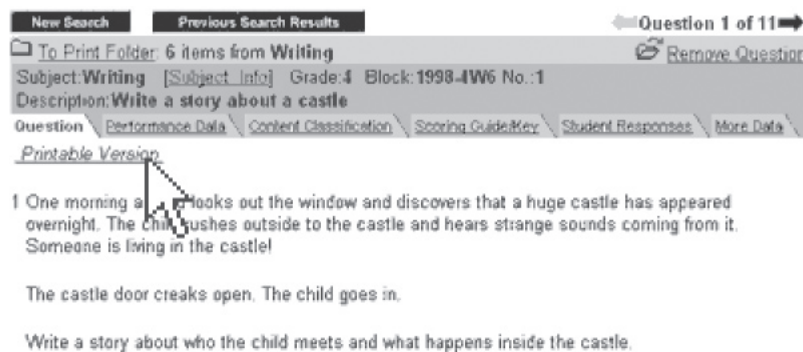 New Search Previous Search Results Question 1 of 11
To Print Folder: 6 items from Writing Remove Question
Subject:Writing [Subject Info] Grade:4 Block:1998-4W6 No.:1
Description:Write a story about a castle
Question Performance Data Content Classification Scoring Guide/Key Student Responses More Data
Printable Version
1 One morning a looks out the window and discovers that a huge castle has appeared
overnight. The child rushes outside to the castle and hears strange sounds coming from it.
Someone is living in the castle!
The castle door creaks open. The child goes in.
Write a story about who the child meets and what happens inside the castle.